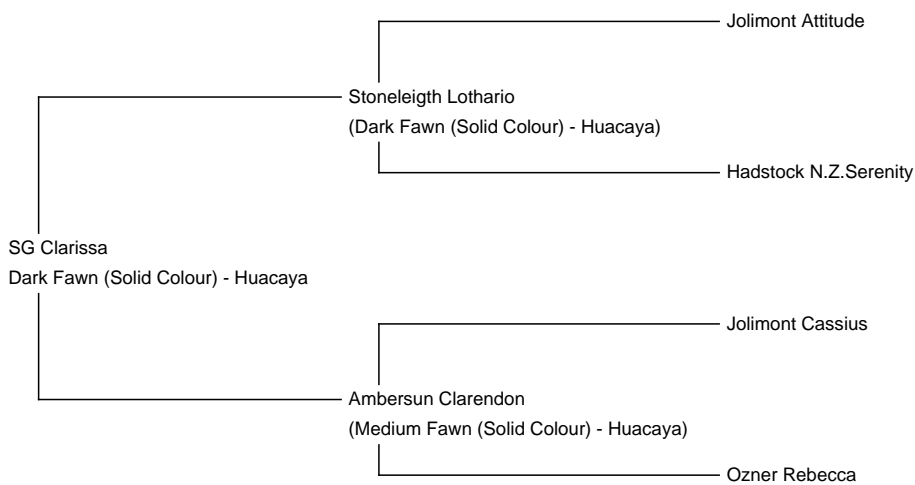 Jolimont Attitude
Stoneleigth Lothario
(Dark Fawn (Solid Colour) - Huacaya)
Hadstock N.Z.Serenity
SG Clarissa
Dark Fawn (Solid Colour) - Huacaya
Jolimont Cassius
Ambersun Clarendon
(Medium Fawn (Solid Colour) - Huacaya)
Ozner Rebecca